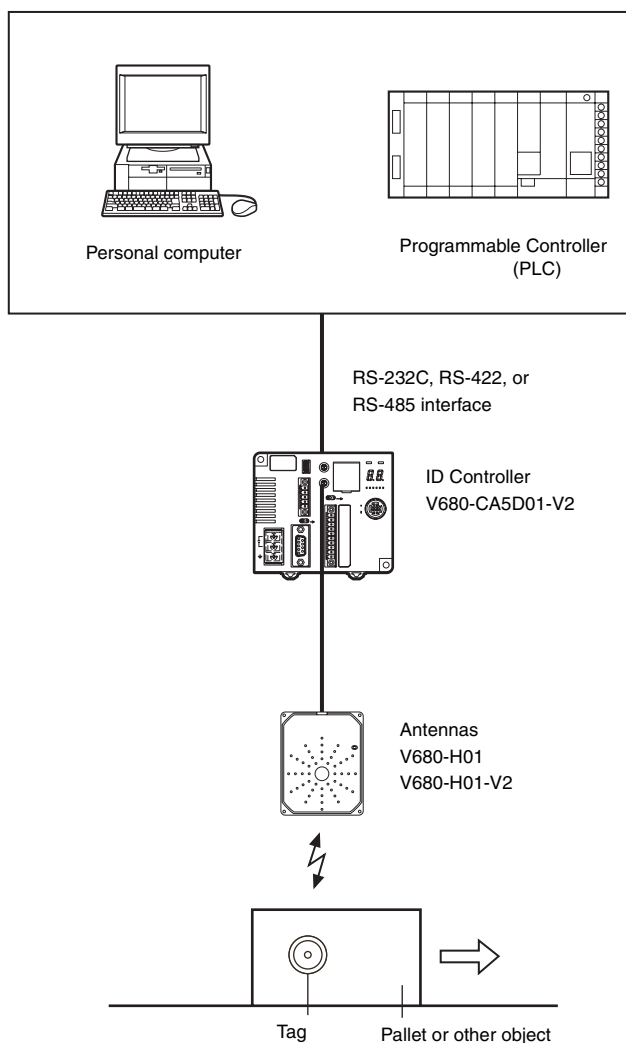 Personal computer
Programmable Controller
(PLC)
RS-232C, RS-422, or
RS-485 interface
ID Controller
V680-CA5D01-V2
Antennas
V680-H01
V680-H01-V2
Tag
Pallet or other object